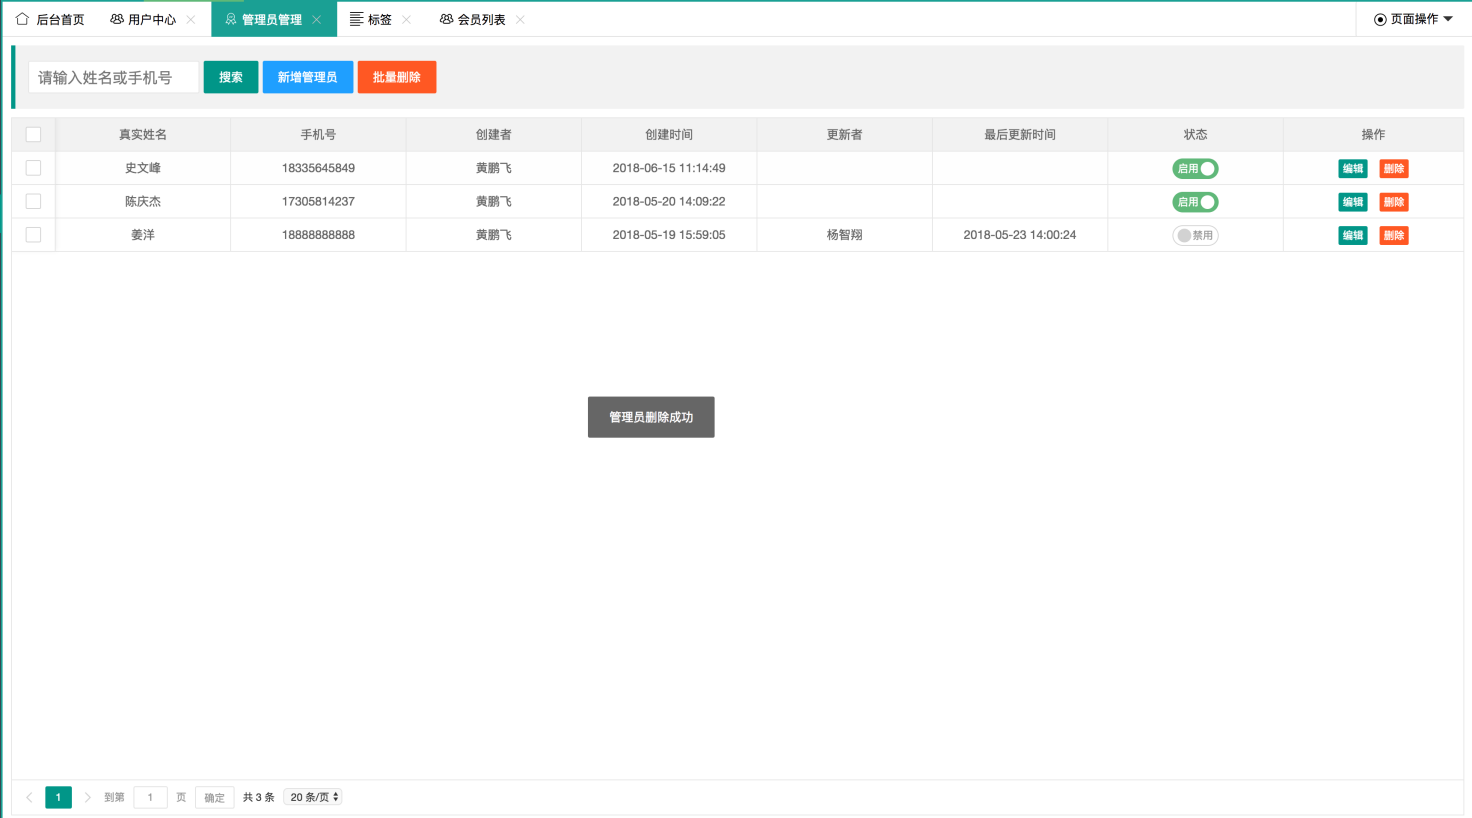 后台首页 用户中心 管理员管理 标签 会员列表 页面操作
请输入姓名或手机号 搜索 新增管理员 批量删除
真实姓名 手机号 创建者 创建时间 更新者 最后更新时间 状态 操作
史文峰 18335645849 黄鹏飞 2018-06-15 11:14:49 启用 编辑 删除
陈庆杰 17305814237 黄鹏飞 2018-05-20 14:09:22 启用 编辑 删除
姜洋 18888888888 黄鹏飞 2018-05-19 15:59:05 杨智翔 2018-05-23 14:00:24 禁用 编辑 删除
管理员删除成功
1 到第 1 页 确定 共 3 条 20 条/页